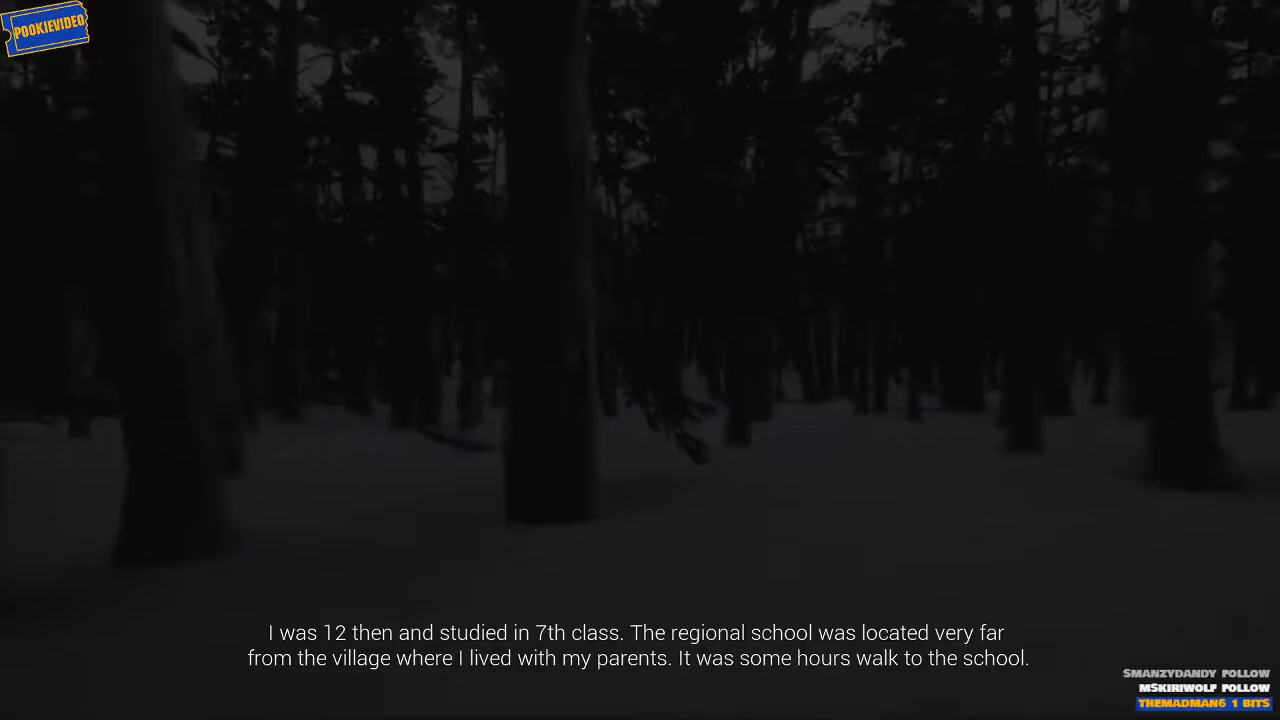 POOKIEVIDEO
I was 12 then and studied in 7th class. The regional school was located very far
from the village where I lived with my parents. It was some hours walk to the school.
SMANZYDANDY FOLLOW
MSKIRIWOLF FOLLOW
THEMADMAN6 1 BITS